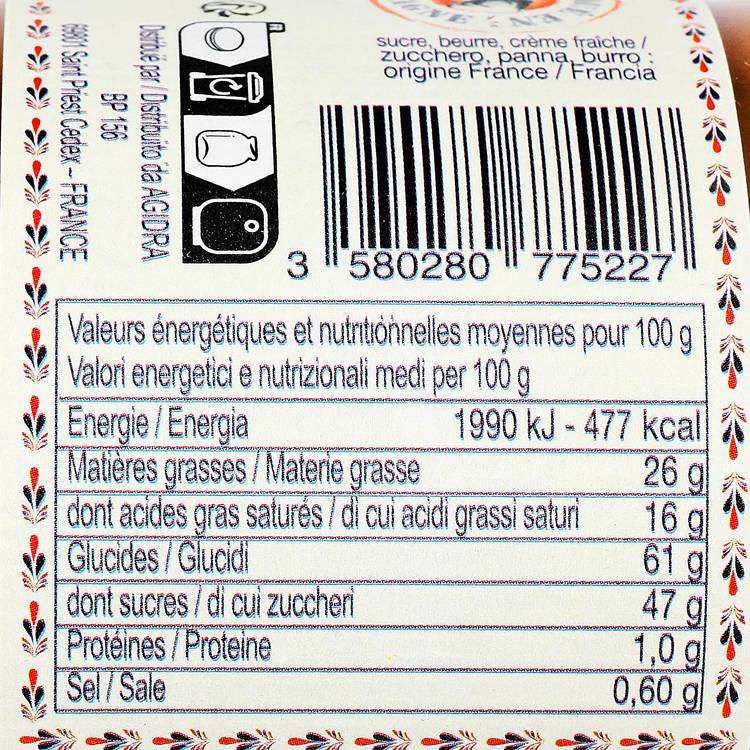 sucre, beurre, crème fraîche /
zucchero, panna, burro :
origine France / Francia
Distribué par / Distribuito da AGIDRA
BP 156
69801 Saint Priest Cedex – FRANCE
FR
3 580280 775227
Valeurs énergétiques et nutritionnelles moyennes pour 100 g
Valori energetici e nutrizionali medi per 100 g
Energie / Energia 1990 kJ - 477 kcal
Matières grasses / Materie grasse 26 g
dont acides gras saturés / di cui acidi grassi saturi 16 g
Glucides / Glucidi 61 g
dont sucres / di cui zuccheri 47 g
Protéines / Proteine 1,0 g
Sel / Sale 0,60 g